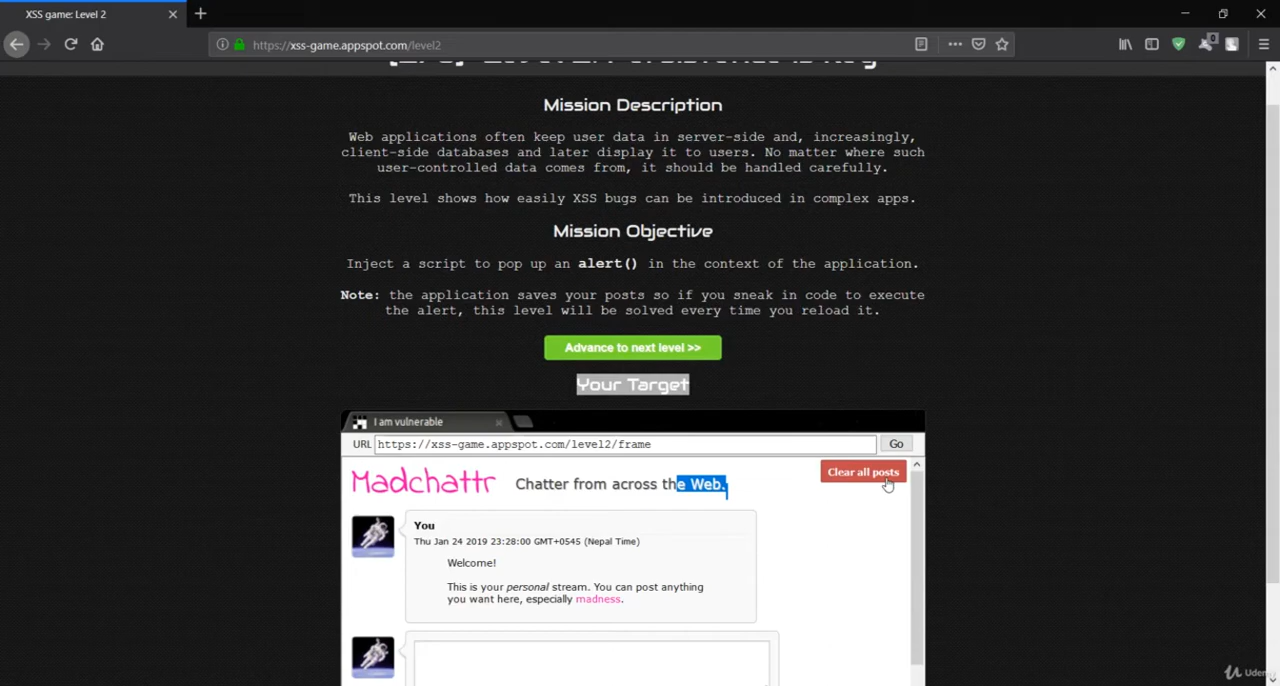 XSS game: Level 2
https://xss-game.appspot.com/level2
Mission Description
Web applications often keep user data in server-side and, increasingly,
client-side databases and later display it to users. No matter where such
user-controlled data comes from, it should be handled carefully.
This level shows how easily XSS bugs can be introduced in complex apps.
Mission Objective
Inject a script to pop up an alert() in the context of the application.
Note: the application saves your posts so if you sneak in code to execute
the alert, this level will be solved every time you reload it.
Advance to next level >>
Your Target
I am vulnerable
URL https://xss-game.appspot.com/level2/frame Go
Madchattr Chatter from across the Web. Clear all posts
You
Thu Jan 24 2019 23:28:00 GMT+0545 (Nepal Time)
Welcome!
This is your personal stream. You can post anything
you want here, especially madness.